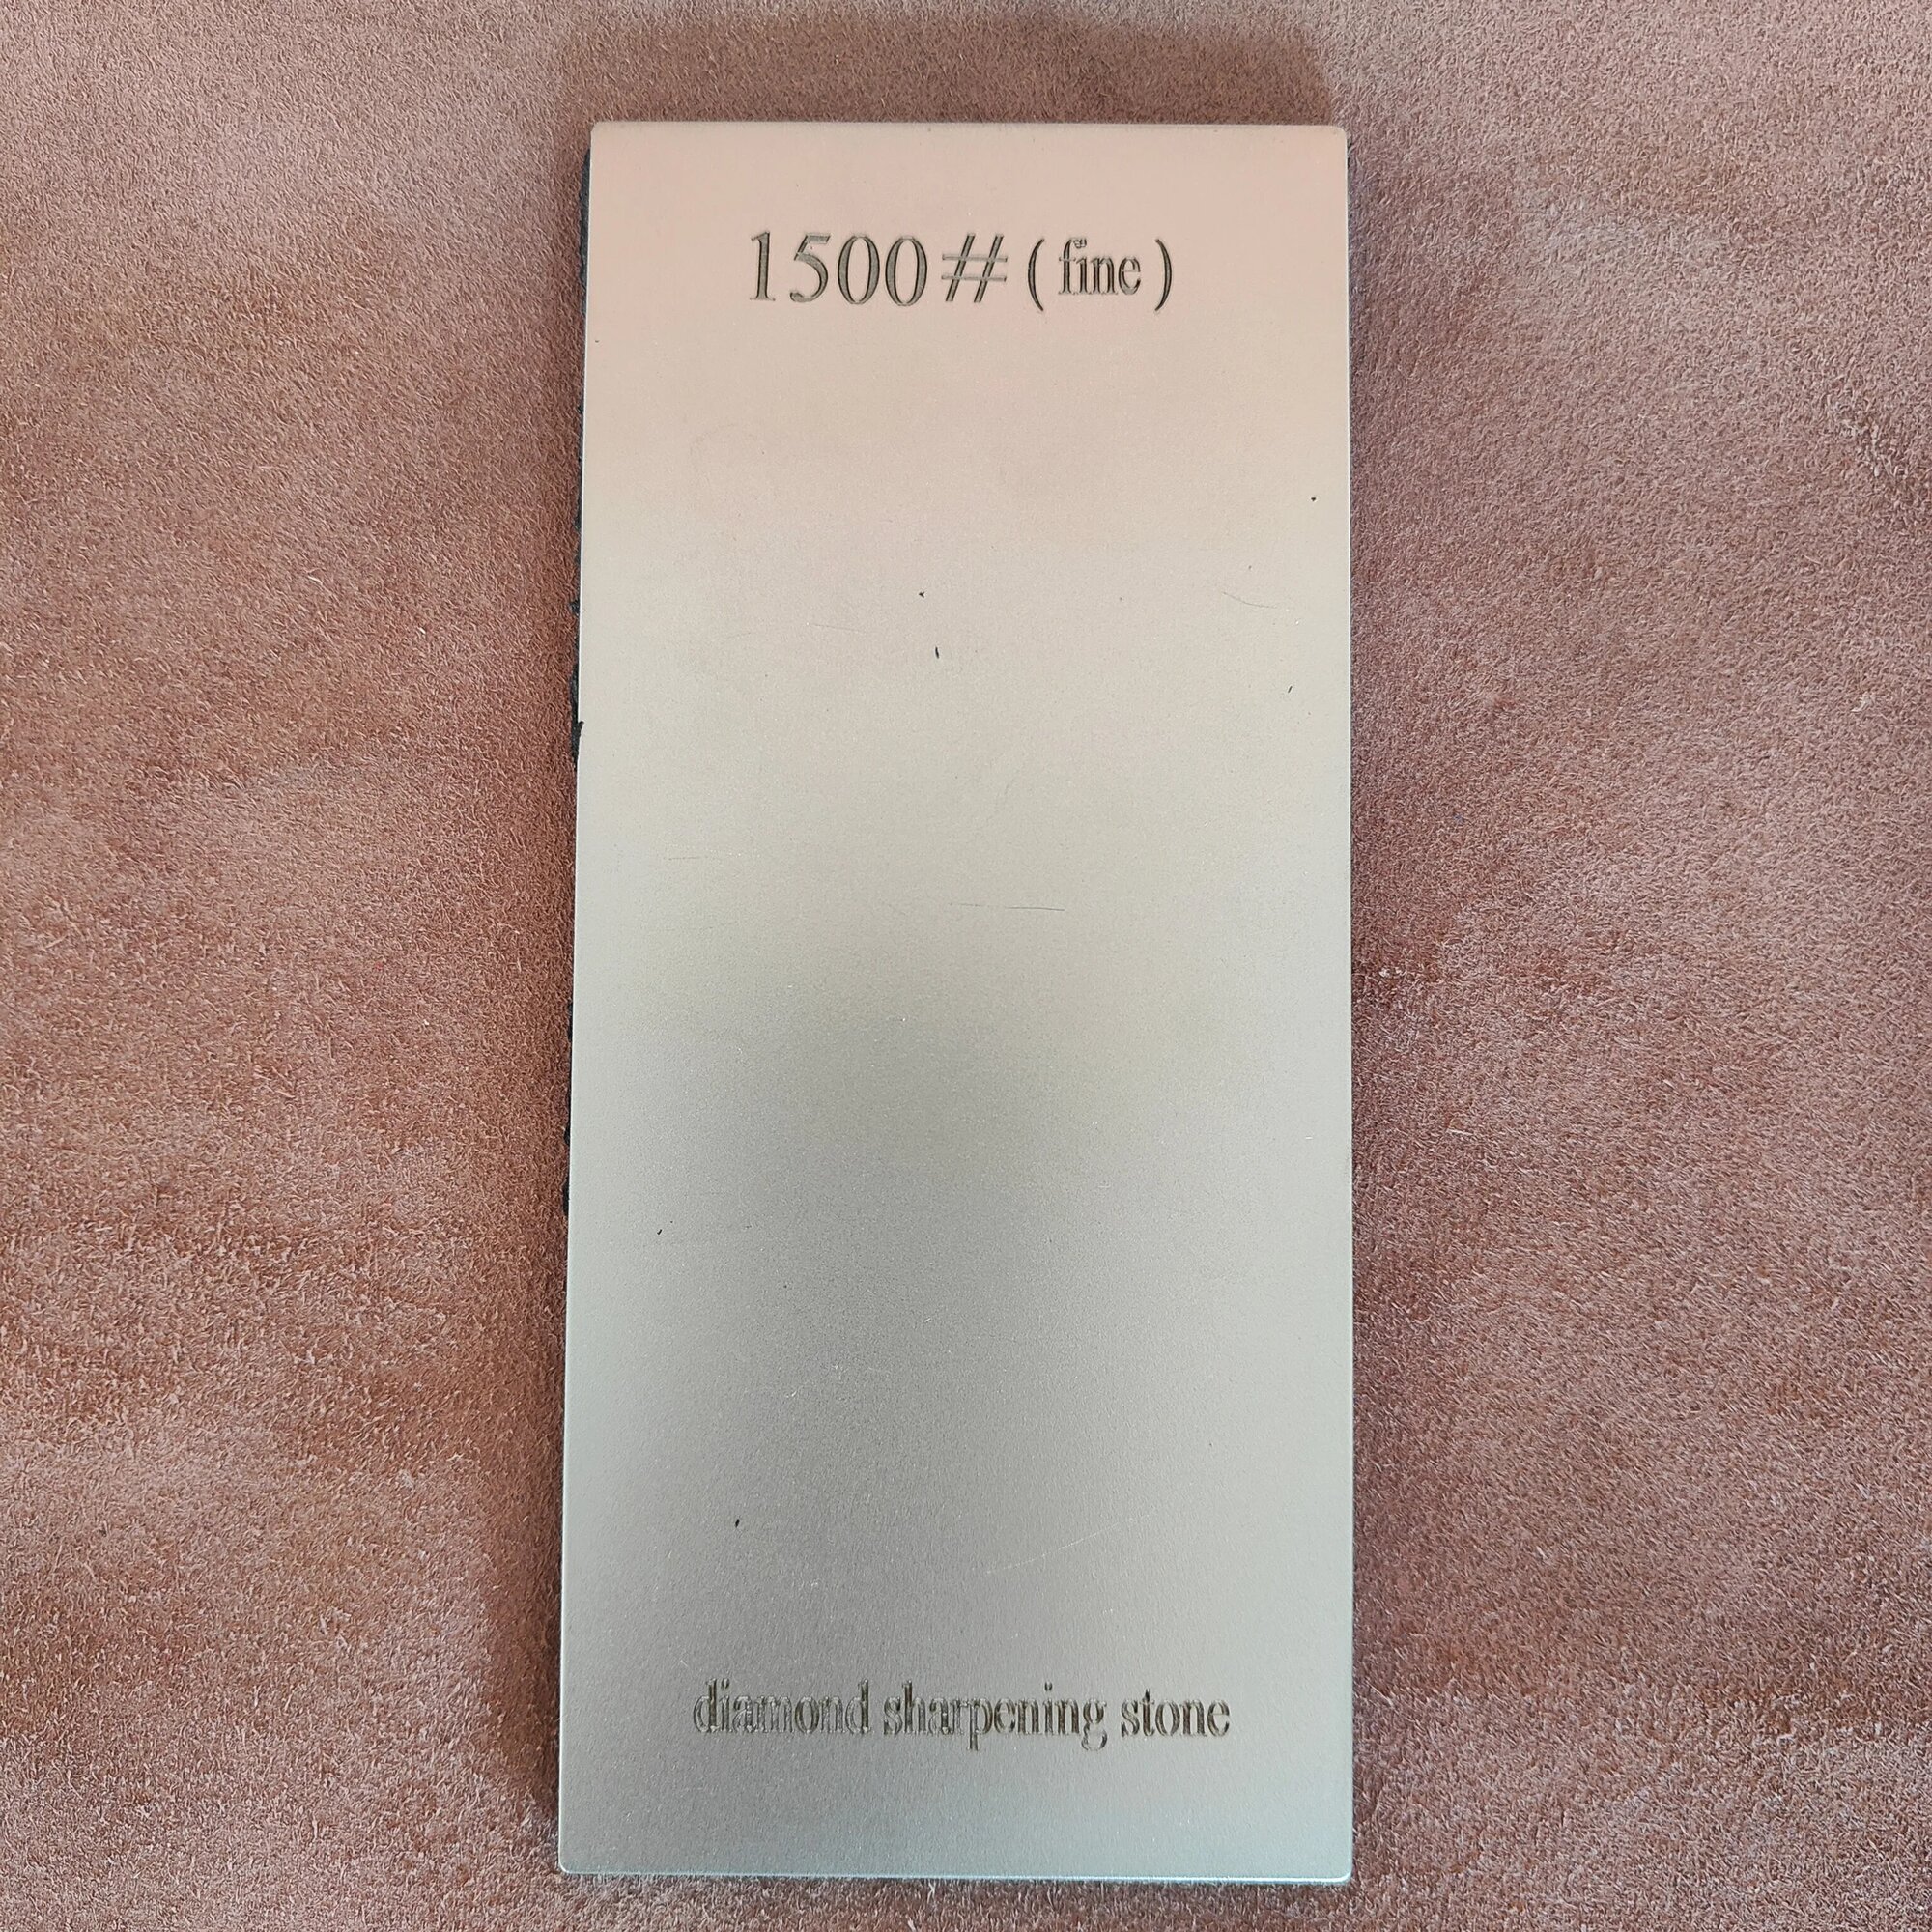 1500# (fine)
diamond sharpening stone